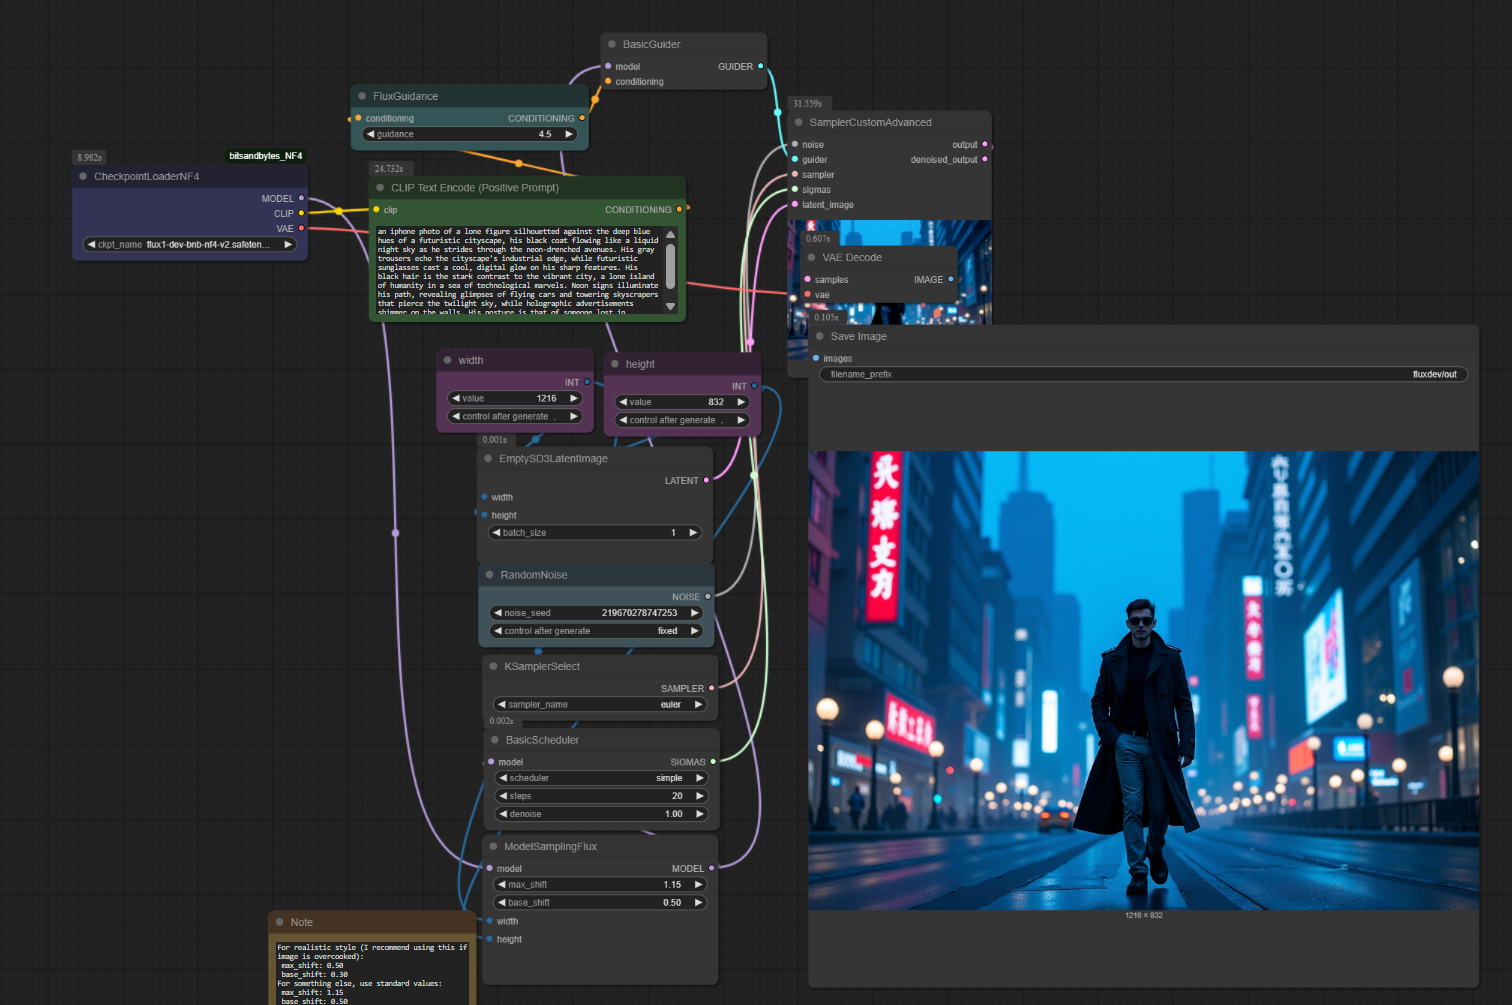 BasicGuider
model
GUIDER
conditioning
FluxGuidance
conditioning
CONDITIONING
guidance
4.5
31.559s
SamplerCustomAdvanced
noise
output
guider
denoised_output
sampler
sigmas
latent_image
8.982s
bitsandbytes_NF4
CheckpointLoaderNF4
MODEL
CLIP
VAE
ckpt_name
flux1-dev-bnb-nf4-v2.safeten...
24.732s
CLIP Text Encode (Positive Prompt)
clip
CONDITIONING
an iphone photo of a lone figure silhouetted against the deep blue
hues of a futuristic cityscape, his black coat flowing like a liquid
night sky as he strides through the neon-drenched avenues. His gray
trousers echo the cityscape's industrial edge, while futuristic
sunglasses cast a cool, digital glow on his sharp features. His
black hair is the stark contrast to the vibrant city, a lone island
of humanity in a sea of technological marvels. Neon signs illuminate
his path, revealing glimpses of flying cars and towering skyscrapers
that pierce the twilight sky, while holographic advertisements
shimmer on the walls. His posture is that of someone lost in
0.607s
VAE Decode
samples
IMAGE
vae
0.105s
Save Image
images
filename_prefix
fluxdev/out
width
INT
value
1216
control after generate .
height
INT
value
832
control after generate .
0.001s
EmptySD3LatentImage
LATENT
width
height
batch_size
1
RandomNoise
NOISE
noise_seed
219670278747253
control after generate
fixed
KSamplerSelect
SAMPLER
sampler_name
euler
0.002s
BasicScheduler
model
SIGMAS
scheduler
simple
steps
20
denoise
1.00
ModelSamplingFlux
model
MODEL
max_shift
1.15
base_shift
0.50
width
height
1216 × 832
Note
For realistic style (I recommend using this if
image is overcooked):
max_shift: 0.50
base_shift: 0.30
For something else, use standard values:
max_shift: 1.15
base shift: 0.50